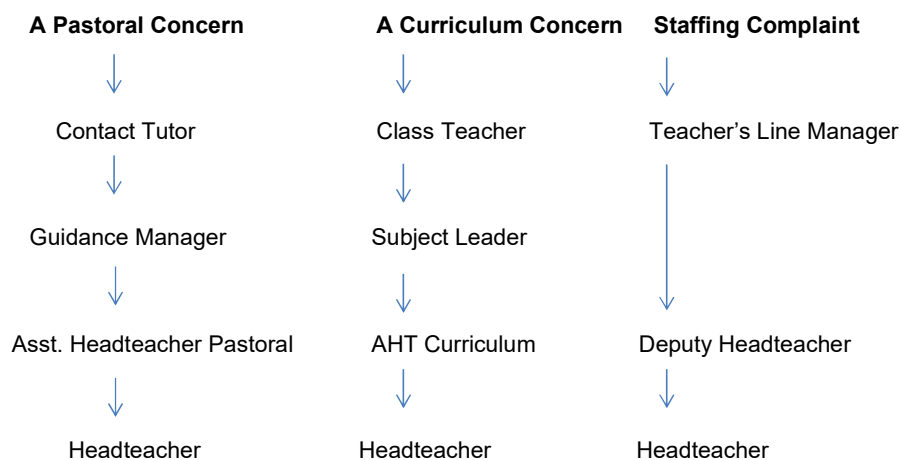 A Pastoral Concern
A Curriculum Concern
Staffing Complaint
Contact Tutor
Class Teacher
Teacher’s Line Manager
Guidance Manager
Subject Leader
Asst. Headteacher Pastoral
AHT Curriculum
Deputy Headteacher
Headteacher
Headteacher
Headteacher